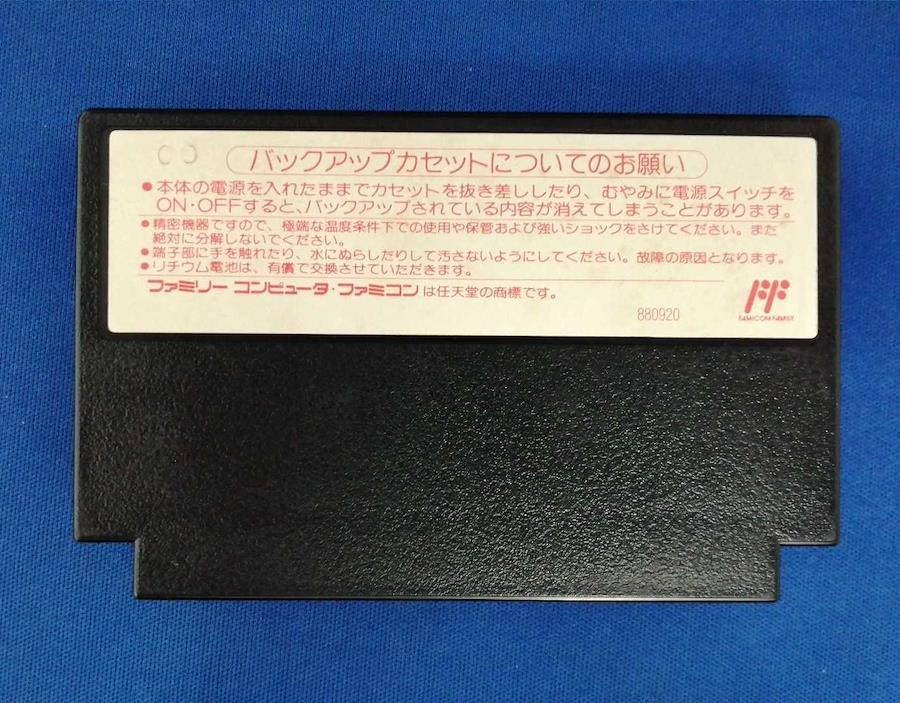 バックアップカセットについてのお願い
●本体の電源を入れたままでカセットを抜き差ししたり、むやみに電源スイッチを
ON・OFFすると、バックアップされている内容が消えてしまうことがあります。
●精密機器ですので、極端な温度条件下での使用や保管および強いショックをさけてください。また
絶対に分解しないでください。
●端子部に手を触れたり、水にぬらしたりして汚さないようにしてください。故障の原因となります。
●リチウム電池は、有償で交換させていただきます。
ファミリー コンピュータ・ファミコンは任天堂の商標です。
880920
FAMICOM FAMILY